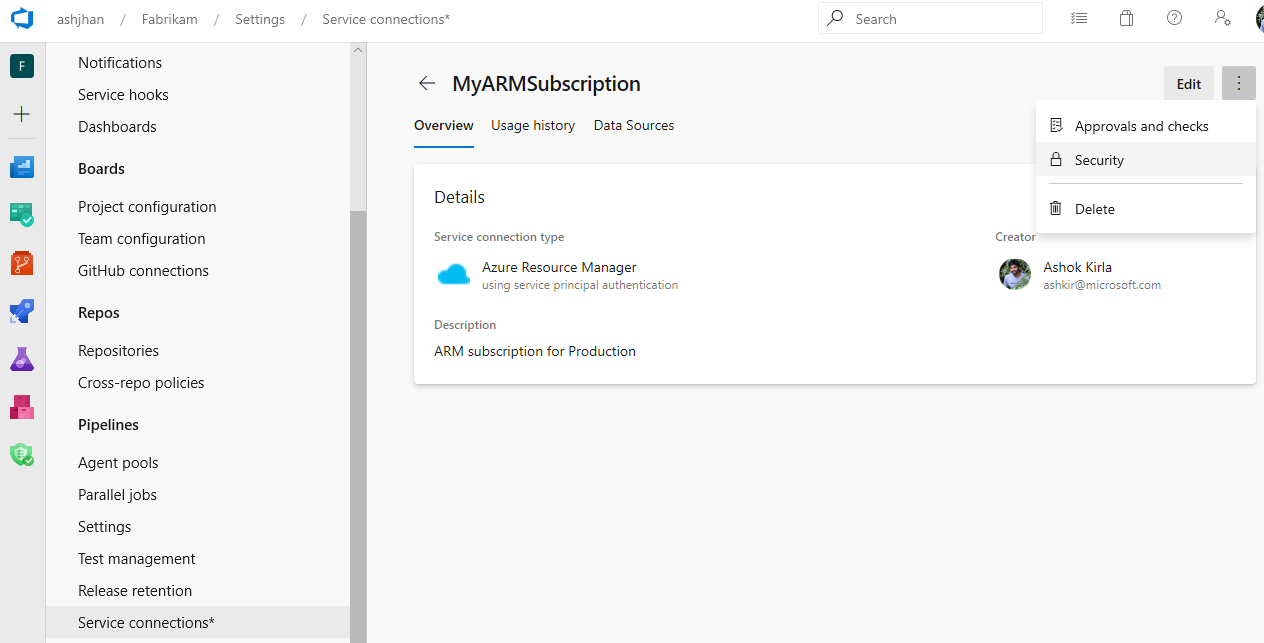 ashjhan / Fabrikam / Settings / Service connections*
Search
F
Notifications
Service hooks
Dashboards
Boards
Project configuration
Team configuration
GitHub connections
Repos
Repositories
Cross-repo policies
Pipelines
Agent pools
Parallel jobs
Settings
Test management
Release retention
Service connections*
MyARMSubscription
Edit
Overview Usage history Data Sources
Approvals and checks
Security
Delete
Details
Service connection type
Azure Resource Manager
using service principal authentication
Creator
Ashok Kirla
ashkir@microsoft.com
Description
ARM subscription for Production